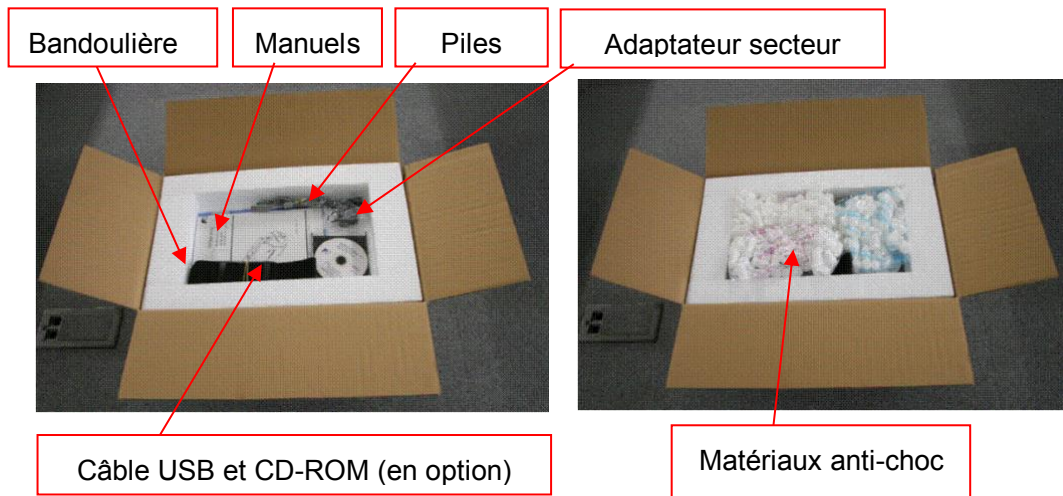 Bandoulière
Manuels
Piles
Adaptateur secteur
Câble USB et CD-ROM (en option)
Matériaux anti-choc